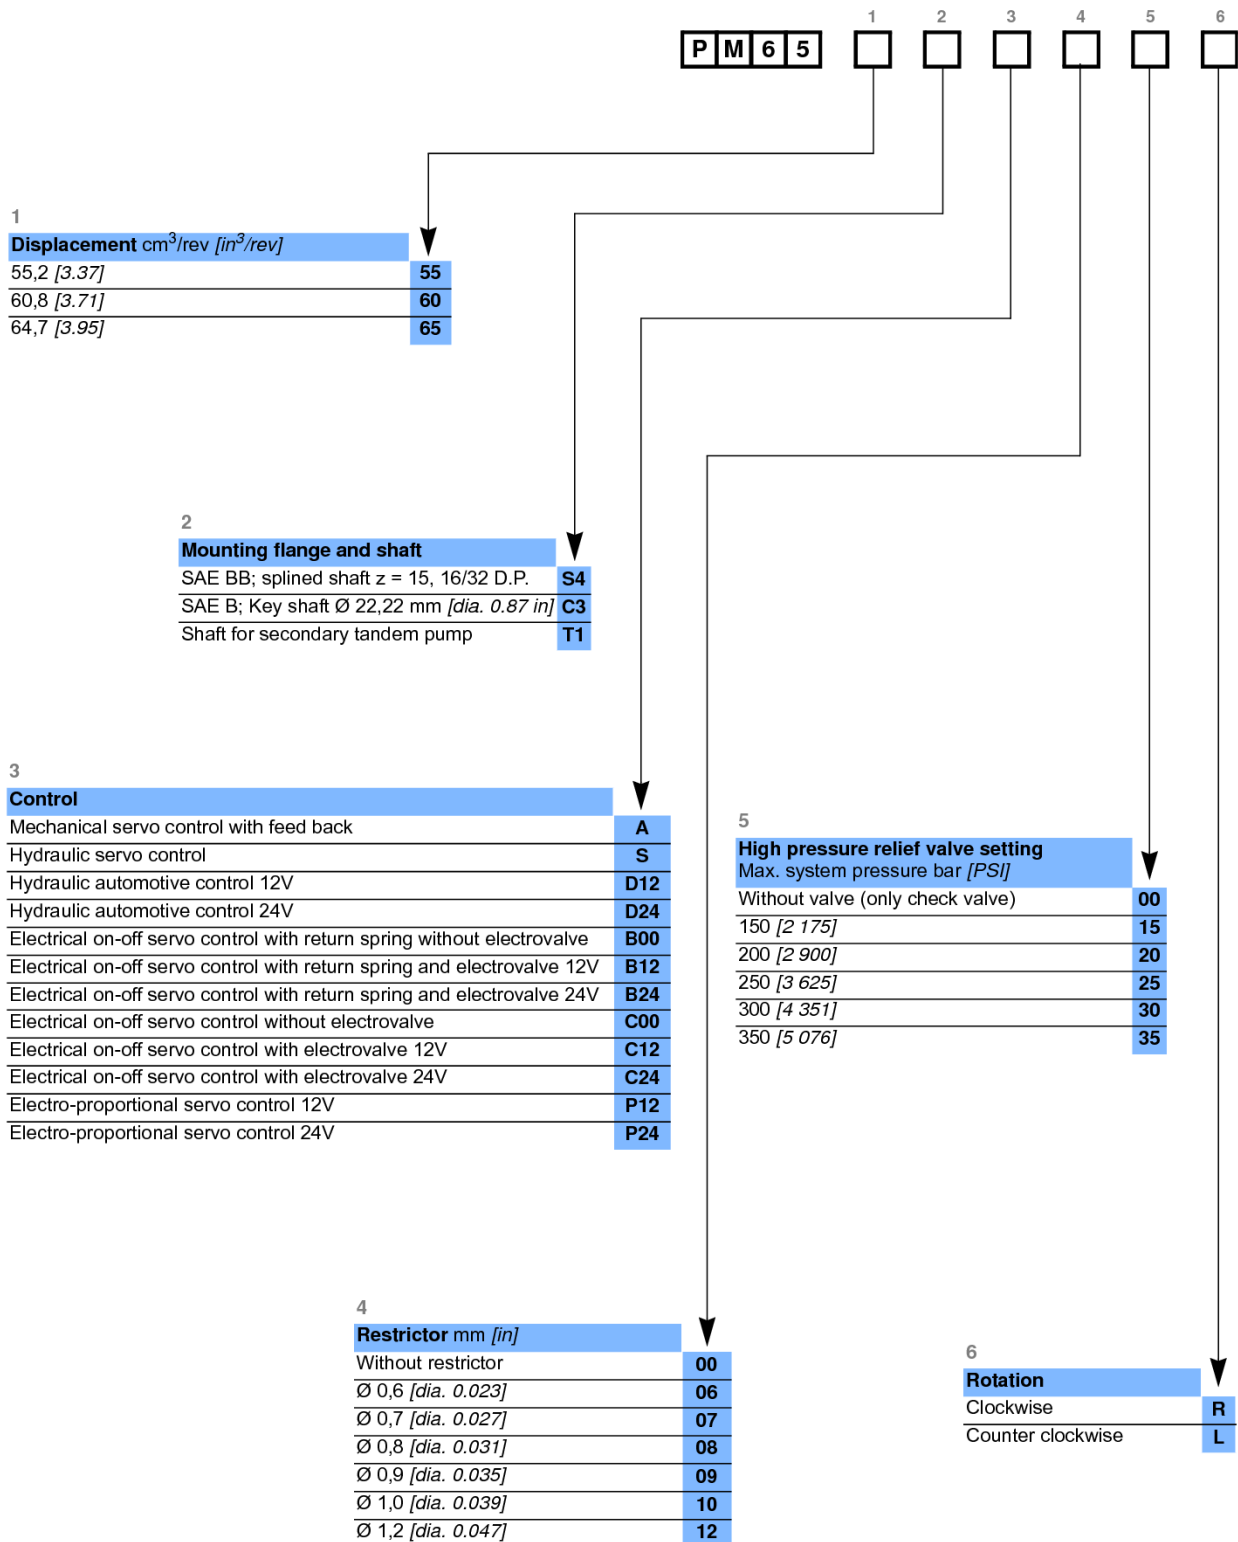 1 2 3 4 5 6
P M 6 5
1
Displacement cm³/rev [in³/rev]
55,2 [3.37] 55
60,8 [3.71] 60
64,7 [3.95] 65
2
Mounting flange and shaft
SAE BB; splined shaft z = 15, 16/32 D.P. S4
SAE B; Key shaft Ø 22,22 mm [dia. 0.87 in] C3
Shaft for secondary tandem pump T1
3
Control
Mechanical servo control with feed back A
Hydraulic servo control S
Hydraulic automotive control 12V D12
Hydraulic automotive control 24V D24
Electrical on-off servo control with return spring without electrovalve B00
Electrical on-off servo control with return spring and electrovalve 12V B12
Electrical on-off servo control with return spring and electrovalve 24V B24
Electrical on-off servo control without electrovalve C00
Electrical on-off servo control with electrovalve 12V C12
Electrical on-off servo control with electrovalve 24V C24
Electro-proportional servo control 12V P12
Electro-proportional servo control 24V P24
5
High pressure relief valve setting
Max. system pressure bar [PSI]
Without valve (only check valve) 00
150 [2 175] 15
200 [2 900] 20
250 [3 625] 25
300 [4 351] 30
350 [5 076] 35
4
Restrictor mm [in]
Without restrictor 00
Ø 0,6 [dia. 0.023] 06
Ø 0,7 [dia. 0.027] 07
Ø 0,8 [dia. 0.031] 08
Ø 0,9 [dia. 0.035] 09
Ø 1,0 [dia. 0.039] 10
Ø 1,2 [dia. 0.047] 12
6
Rotation
Clockwise R
Counter clockwise L